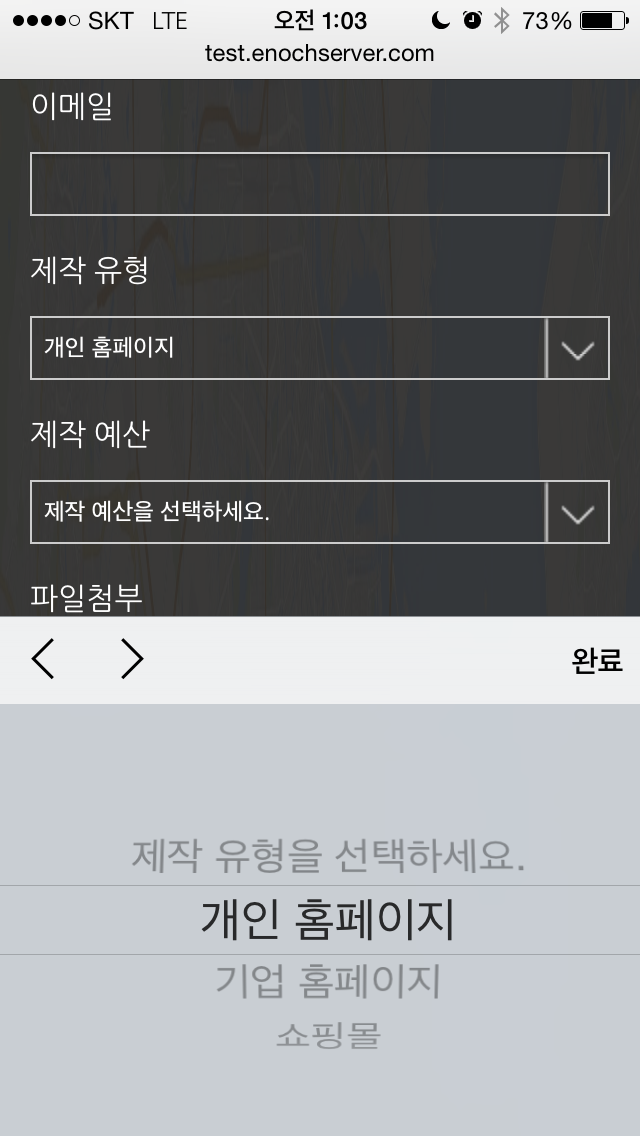 SKT LTE 오전 1:03 73%
test.enochserver.com
이메일
제작 유형
개인 홈페이지
제작 예산
제작 예산을 선택하세요.
파일첨부
완료
제작 유형을 선택하세요.
개인 홈페이지
기업 홈페이지
쇼핑몰